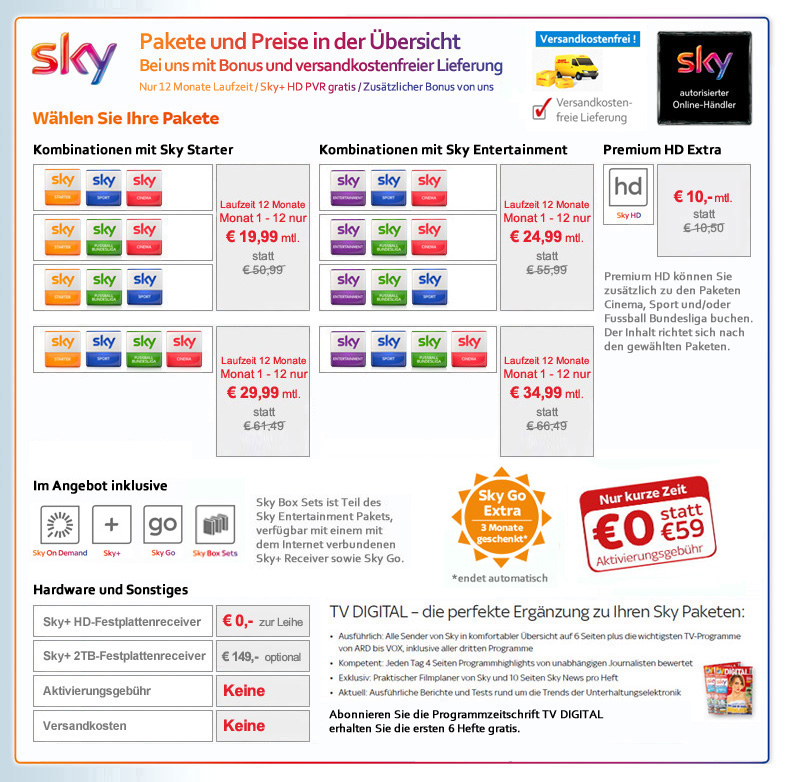 sky
Pakete und Preise in der Übersicht
Bei uns mit Bonus und versandkostenfreier Lieferung
Nur 12 Monate Laufzeit / Sky+ HD PVR gratis / Zusätzlicher Bonus von uns
Versandkostenfrei !
Versandkosten-
freie Lieferung
sky
autorisierter
Online-Händler
Wählen Sie Ihre Pakete
Kombinationen mit Sky Starter
sky STARTER sky SPORT sky CINEMA
sky STARTER sky FUSSBALL BUNDESLIGA sky CINEMA
sky STARTER sky FUSSBALL BUNDESLIGA sky SPORT
Laufzeit 12 Monate
Monat 1 - 12 nur
€ 19,99 mtl.
statt
€ 50,99
sky STARTER sky SPORT sky FUSSBALL BUNDESLIGA sky CINEMA
Laufzeit 12 Monate
Monat 1 - 12 nur
€ 29,99 mtl.
statt
€ 61,49
Kombinationen mit Sky Entertainment
sky ENTERTAINMENT sky SPORT sky CINEMA
sky ENTERTAINMENT sky FUSSBALL BUNDESLIGA sky CINEMA
sky ENTERTAINMENT sky FUSSBALL BUNDESLIGA sky SPORT
Laufzeit 12 Monate
Monat 1 - 12 nur
€ 24,99 mtl.
statt
€ 55,99
sky ENTERTAINMENT sky SPORT sky FUSSBALL BUNDESLIGA sky CINEMA
Laufzeit 12 Monate
Monat 1 - 12 nur
€ 34,99 mtl.
statt
€ 66,49
Premium HD Extra
hd
Sky HD
€ 10,- mtl.
statt
€ 10,50
Premium HD können Sie
zusätzlich zu den Paketen
Cinema, Sport und/oder
Fussball Bundesliga buchen.
Der Inhalt richtet sich nach
den gewählten Paketen.
Im Angebot inklusive
Sky On Demand
+
Sky+
go
Sky Go
Sky Box Sets
Sky Box Sets ist Teil des
Sky Entertainment Pakets,
verfügbar mit einem mit
dem Internet verbundenen
Sky+ Receiver sowie Sky Go.
Sky Go
Extra
3 Monate
geschenkt*
*endet automatisch
Nur kurze Zeit
€0 statt €59
Aktivierungsgebühr
Hardware und Sonstiges
Sky+ HD-Festplattenreceiver € 0,- zur Leihe
Sky+ 2TB-Festplattenreceiver € 149,- optional
Aktivierungsgebühr Keine
Versandkosten Keine
TV DIGITAL – die perfekte Ergänzung zu Ihren Sky Paketen:
• Ausführlich: Alle Sender von Sky in komfortabler Übersicht auf 6 Seiten plus die wichtigsten TV-Programme
von ARD bis VOX, inklusive aller dritten Programme
• Kompetent: Jeden Tag 4 Seiten Programmhighlights von unabhängigen Journalisten bewertet
• Exklusiv: Praktischer Filmplaner von Sky und 10 Seiten Sky News pro Heft
• Aktuell: Ausführliche Berichte und Tests rund um die Trends der Unterhaltungselektronik
Abonnieren Sie die Programmzeitschrift TV DIGITAL
erhalten Sie die ersten 6 Hefte gratis.